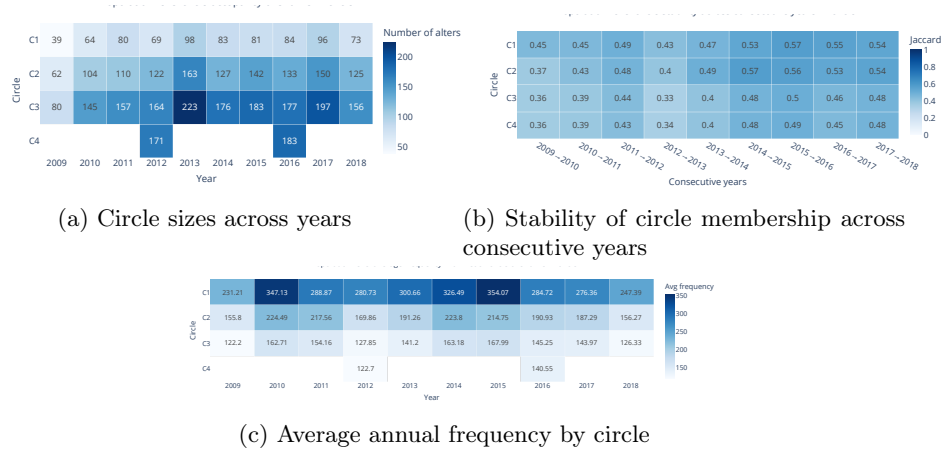 Number of alters
C1 39 64 80 69 98 83 81 84 96 73
C2 62 104 110 122 163 127 142 133 150 125
C3 80 145 157 164 223 176 183 177 197 156
C4 171 183
200
150
100
50
Circle
2009 2010 2011 2012 2013 2014 2015 2016 2017 2018
Year
(a) Circle sizes across years
Jaccard
C1 0.45 0.45 0.49 0.43 0.47 0.53 0.57 0.55 0.54
C2 0.37 0.43 0.48 0.4 0.49 0.57 0.56 0.53 0.54
C3 0.36 0.39 0.44 0.33 0.4 0.48 0.5 0.46 0.48
C4 0.36 0.39 0.43 0.34 0.4 0.48 0.49 0.45 0.48
1
0.8
0.6
0.4
0.2
0
Circle
2009→2010 2010→2011 2011→2012 2012→2013 2013→2014 2014→2015 2015→2016 2016→2017 2017→2018
Consecutive years
(b) Stability of circle membership across
consecutive years
Avg frequency
C1 231.21 347.13 288.87 280.73 300.66 326.49 354.07 284.72 276.36 247.39
C2 155.8 224.49 217.56 169.86 191.26 223.8 214.75 190.93 187.29 156.27
C3 122.2 162.71 154.16 127.85 141.2 163.18 167.99 145.25 143.97 126.33
C4 122.7 140.55
350
300
250
200
150
Circle
2009 2010 2011 2012 2013 2014 2015 2016 2017 2018
Year
(c) Average annual frequency by circle